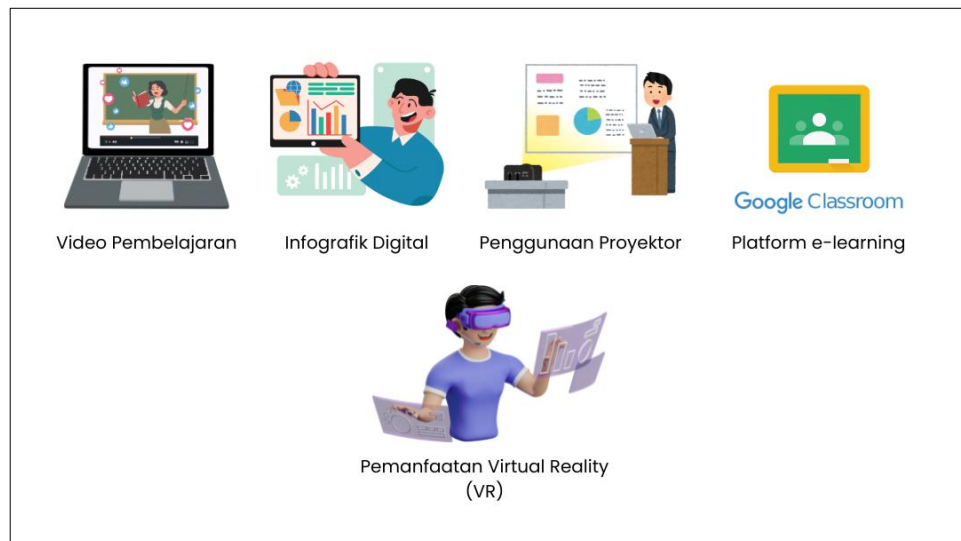 Google Classroom
Video Pembelajaran
Infografik Digital
Penggunaan Proyektor
Platform e-learning
Pemanfaatan Virtual Reality
(VR)